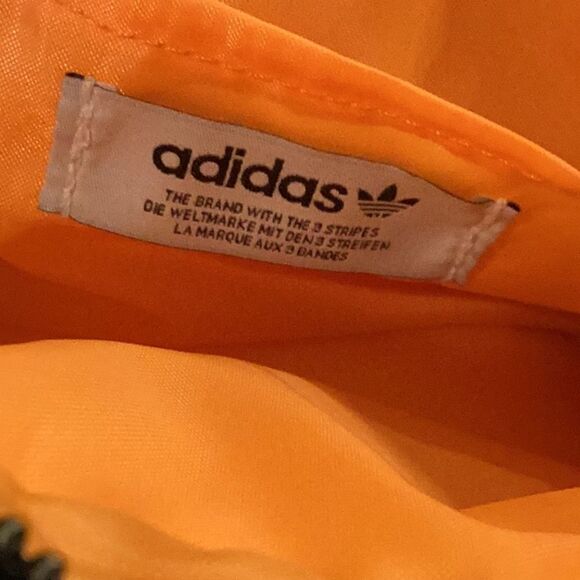 adidas
THE BRAND WITH THE 3 STRIPES
DIE WELTMARKE MIT DEN 3 STREIFEN
LA MARQUE AUX 3 BANDES